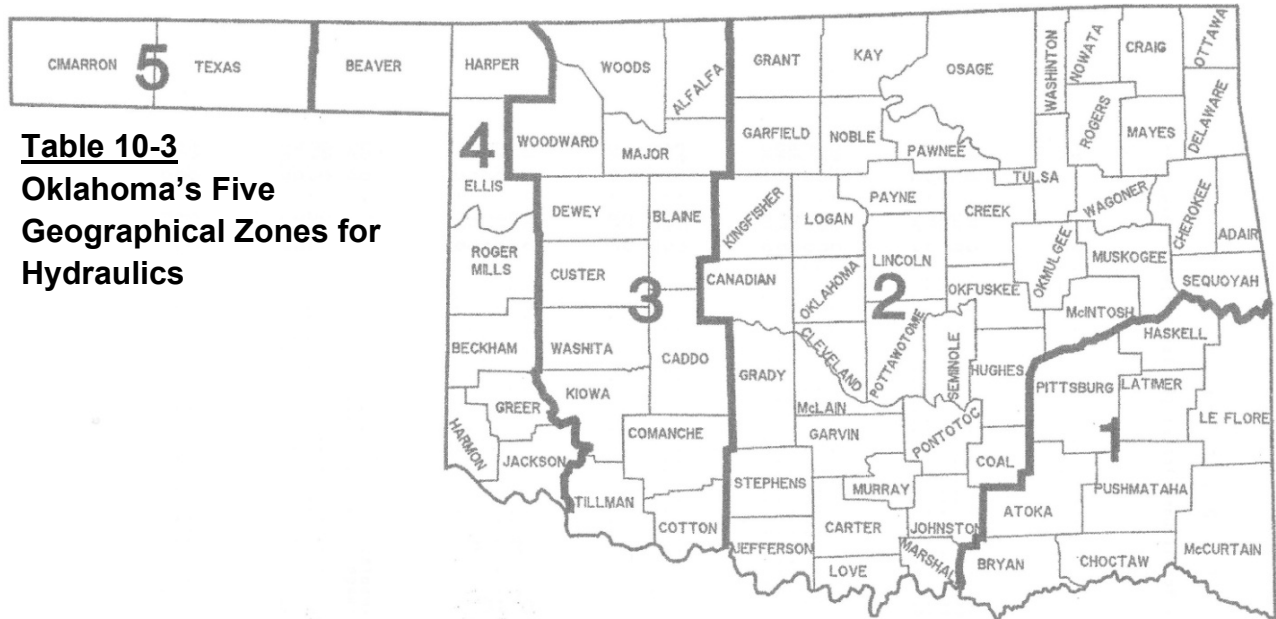 Table 10-3
Oklahoma's Five
Geographical Zones for
Hydraulics
CIMARRON 5 TEXAS BEAVER HARPER WOODS ALFALFA GRANT KAY OSAGE WASHINTON NOWATA CRAIG OTTAWA
4 WOODWARD MAJOR GARFIELD NOBLE PAWNEE ROGERS MAYES DELAWARE
ELLIS DEWEY BLAINE KINGFISHER LOGAN PAYNE CREEK TULSA WAGONER CHEROKEE ADAIR
ROGER
MILLS CUSTER CANADIAN OKLAHOMA LINCOLN OKFUSKEE OKMULGEE MUSKOGEE SEQUOYAH
3 2 McINTOSH HASKELL
BECKHAM WASHITA CADDO GRADY CLEVELAND POTTAWOTOMIE SEMINOLE HUGHES PITTSBURG LATIMER
GREER KIOWA McLAIN LE FLORE
HARMON JACKSON COMANCHE GARVIN PONTOTOC COAL 1
TILLMAN STEPHENS MURRAY ATOKA PUSHMATAHA
COTTON JEFFERSON CARTER JOHNSTON McCURTAIN
LOVE MARSHAL BRYAN CHOCTAW